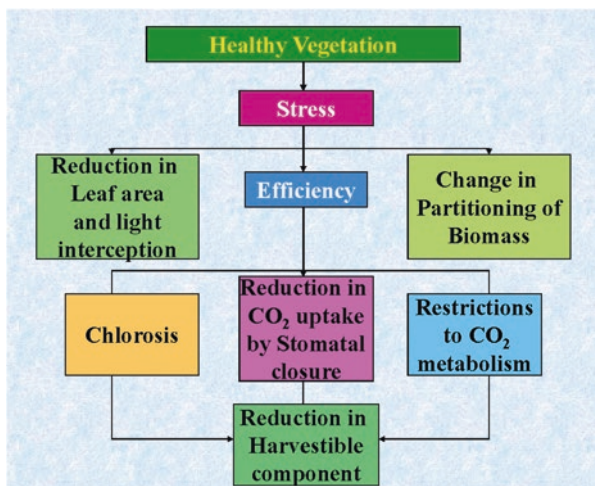 Healthy Vegetation
Stress
Reduction in
Leaf area
and light
interception
Efficiency
Change in
Partitioning of
Biomass
Chlorosis
Reduction in
CO₂ uptake
by Stomatal
closure
Restrictions to CO₂
metabolism
Reduction in
Harvestible
component